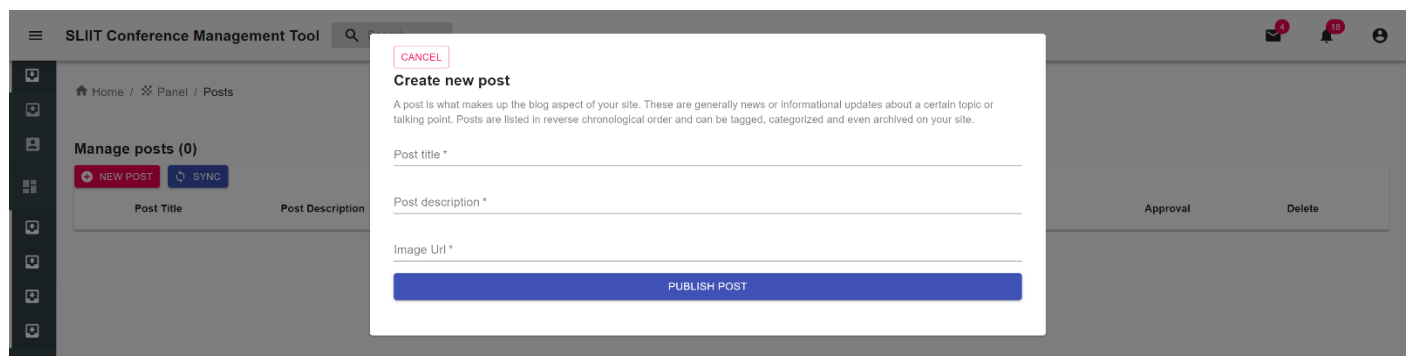 SLIIT Conference Management Tool
4
18
CANCEL
Create new post
A post is what makes up the blog aspect of your site. These are generally news or informational updates about a certain topic or
talking point. Posts are listed in reverse chronological order and can be tagged, categorized and even archived on your site.
Post title *
Post description *
Image Url *
PUBLISH POST
Home / Panel / Posts
Manage posts (0)
NEW POST SYNC
Post Title Post Description Approval Delete